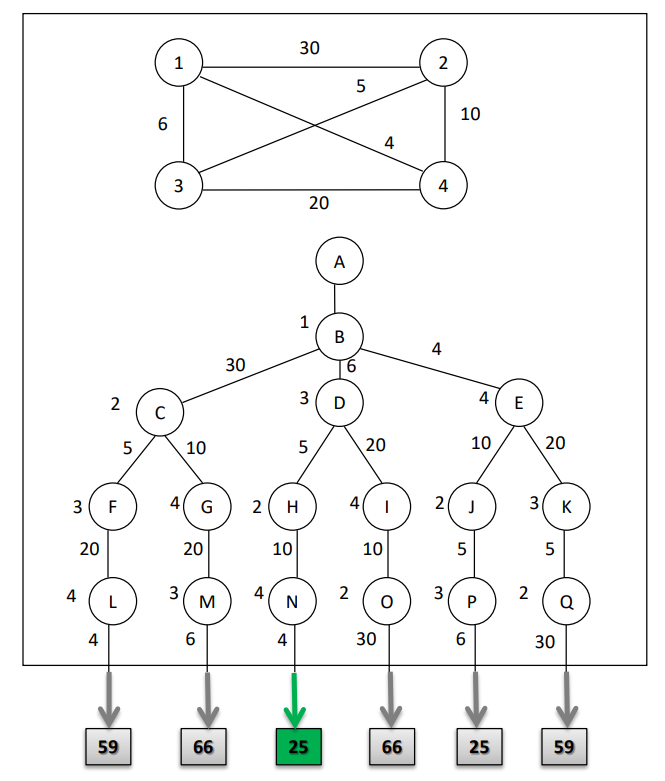 30
1 2
5
6 10
4
3 4
20
A
1 B
30 6 4
2 C 3 D 4 E
5 10 5 20 10 20
3 F 4 G 2 H 4 I 2 J 3 K
20 20 10 10 5 5
4 L 3 M 4 N 2 O 3 P 2 Q
4 6 4 30 6 30
59 66 25 66 25 59